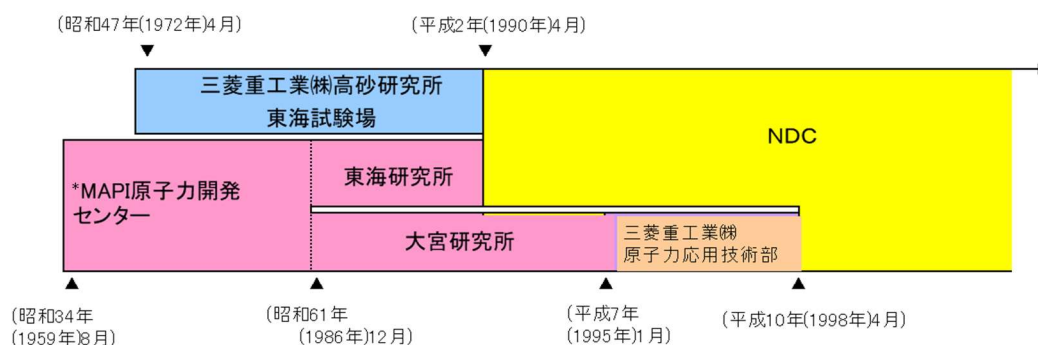 (昭和47年(1972年)4月)
(平成2年(1990年)4月)
三菱重工業㈱高砂研究所
東海試験場
NDC
*MAPI原子力開発
センター
東海研究所
大宮研究所
三菱重工業㈱
原子力応用技術部
(昭和34年
(1959年)8月)
(昭和61年
(1986年)12月)
(平成7年
(1995年)1月)
(平成10年(1998年)4月)